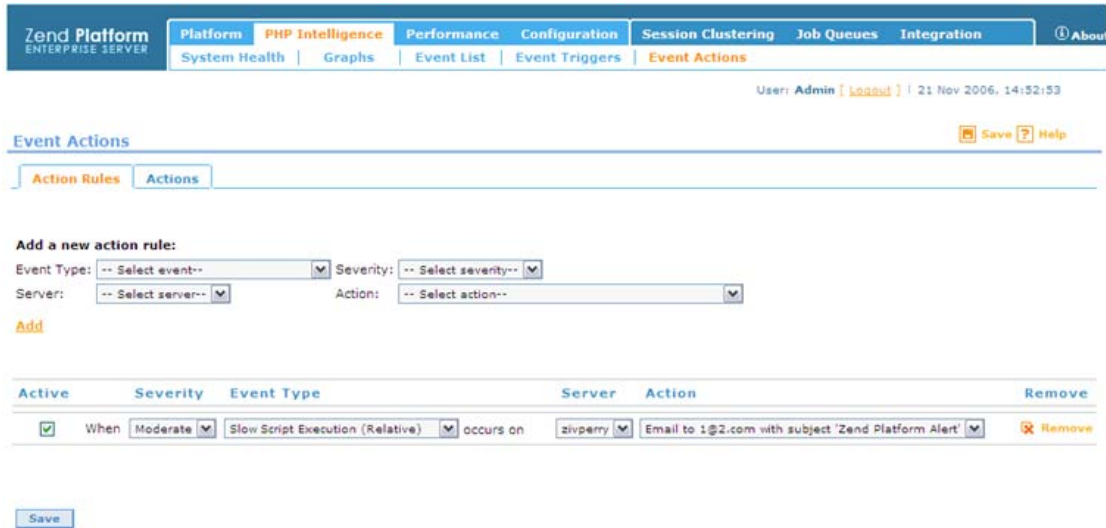 Zend Platform
ENTERPRISE SERVER
Platform PHP Intelligence Performance Configuration Session Clustering Job Queues Integration About
System Health Graphs Event List Event Triggers Event Actions
User: Admin [ Logout ] | 21 Nov 2006, 14:52:53
Event Actions
Save ? Help
Action Rules Actions
Add a new action rule:
Event Type: -- Select event-- Severity: -- Select severity--
Server: -- Select server-- Action: -- Select action--
Add
Active Severity Event Type Server Action Remove
When Moderate Slow Script Execution (Relative) occurs on zivperry Email to 1@2.com with subject 'Zend Platform Alert' Remove
Save